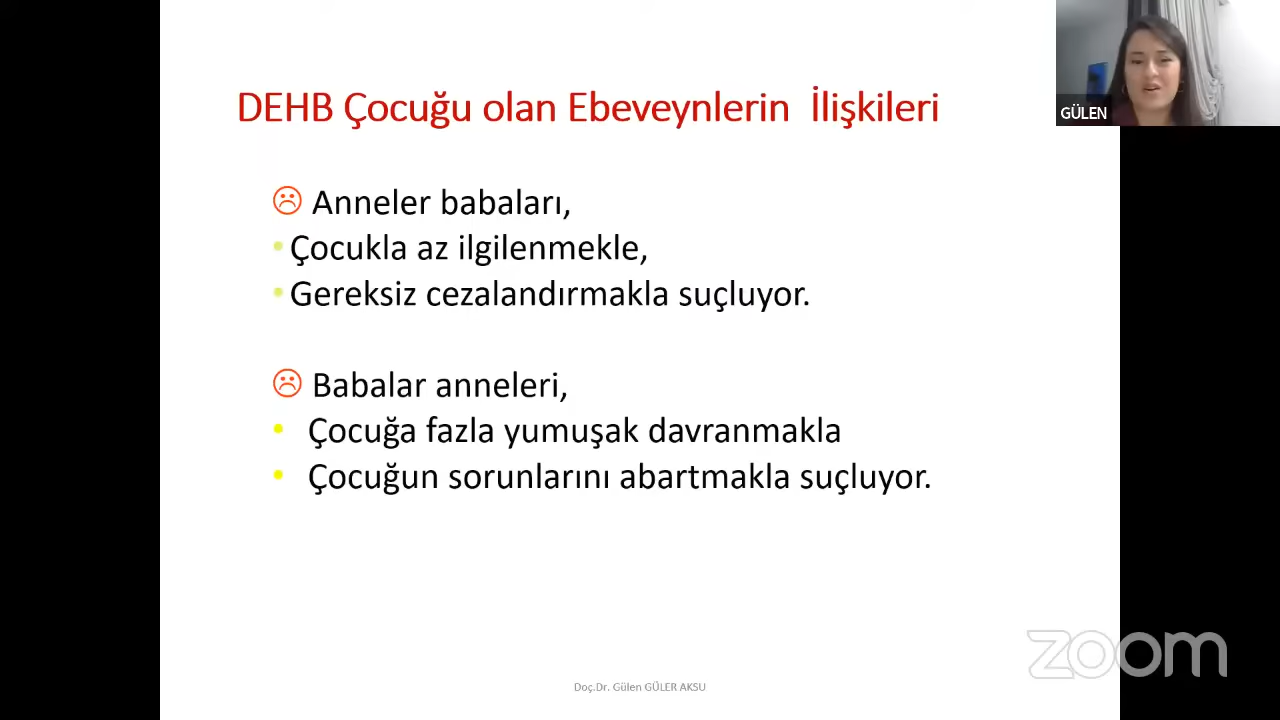 DEHB Çocuğu olan Ebeveynlerin İlişkileri
GÜLEN
Anneler babaları,
• Çocukla az ilgilenmekle,
• Gereksiz cezalandırmakla suçluyor.
Babalar anneleri,
• Çocuğa fazla yumuşak davranmakla
• Çocuğun sorunlarını abartmakla suçluyor.
zoom
Doç.Dr. Gülen GÜLER AKSU